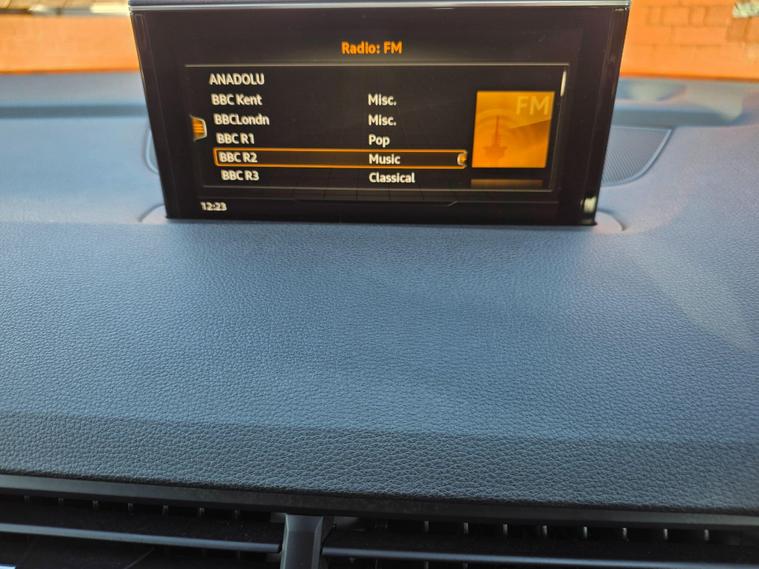 Radio: FM
ANADOLU
BBC Kent Misc.
BBCLondn Misc.
BBC R1 Pop
BBC R2 Music
BBC R3 Classical
FM
12:23